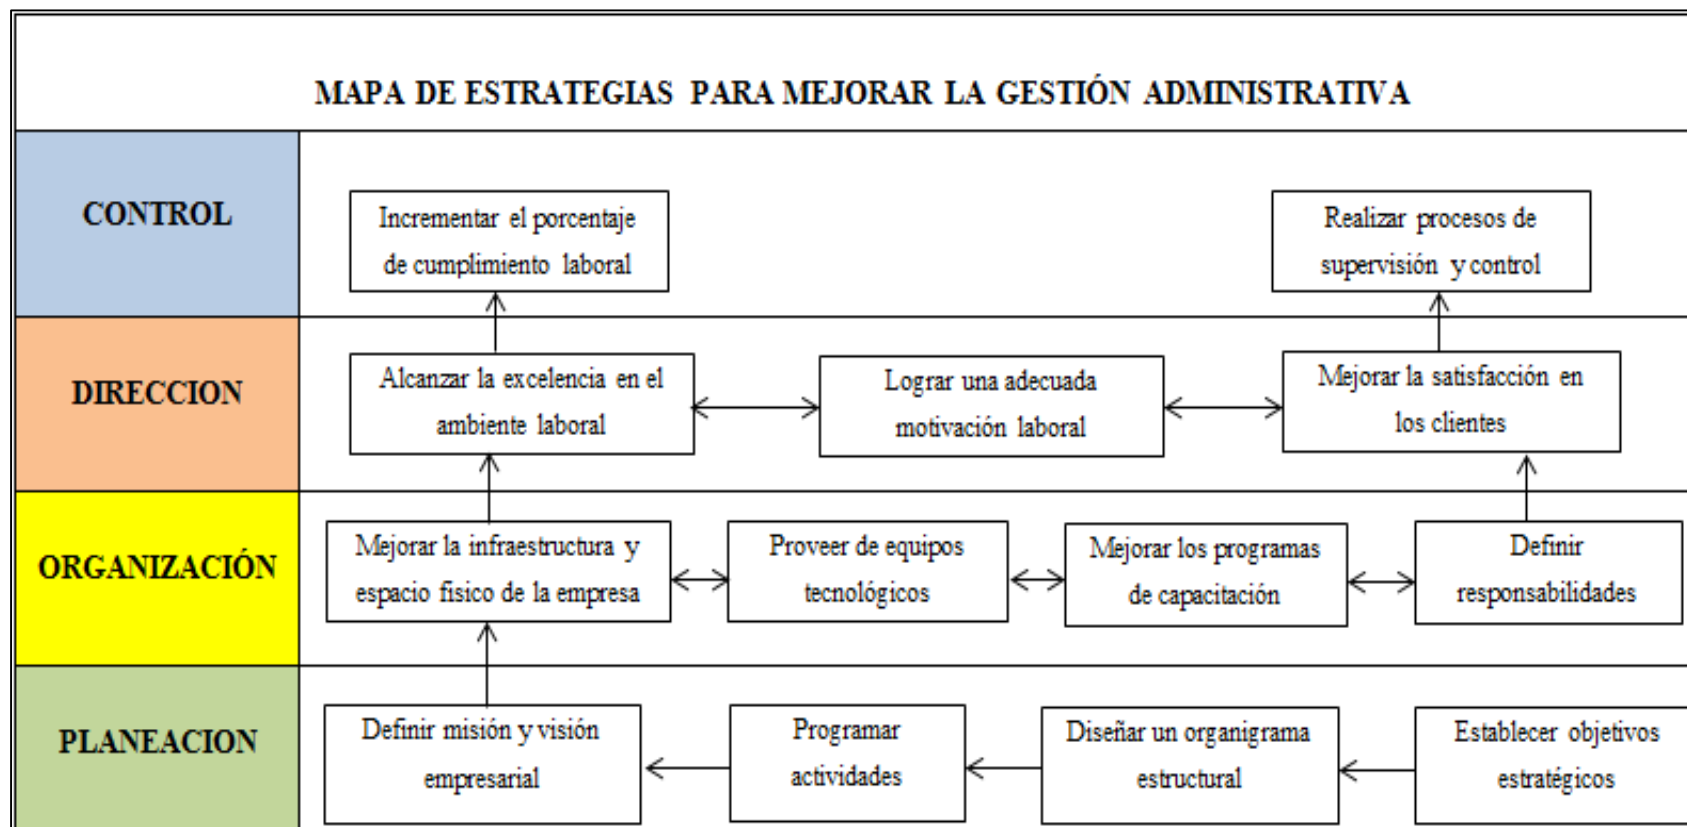 MAPA DE ESTRATEGIAS PARA MEJORAR LA GESTIÓN ADMINISTRATIVA
CONTROL
Incrementar el porcentaje
de cumplimiento laboral
Realizar procesos de
supervisión y control
DIRECCION
Alcanzar la excelencia en el
ambiente laboral
Lograr una adecuada
motivación laboral
Mejorar la satisfacción en
los clientes
ORGANIZACIÓN
Mejorar la infraestructura y
espacio fisico de la empresa
Proveer de equipos
tecnológicos
Mejorar los programas
de capacitación
Definir
responsabilidades
PLANEACION
Definir misión y visión
empresarial
Programar
actividades
Diseñar un organigrama
estructural
Establecer objetivos
estratégicos